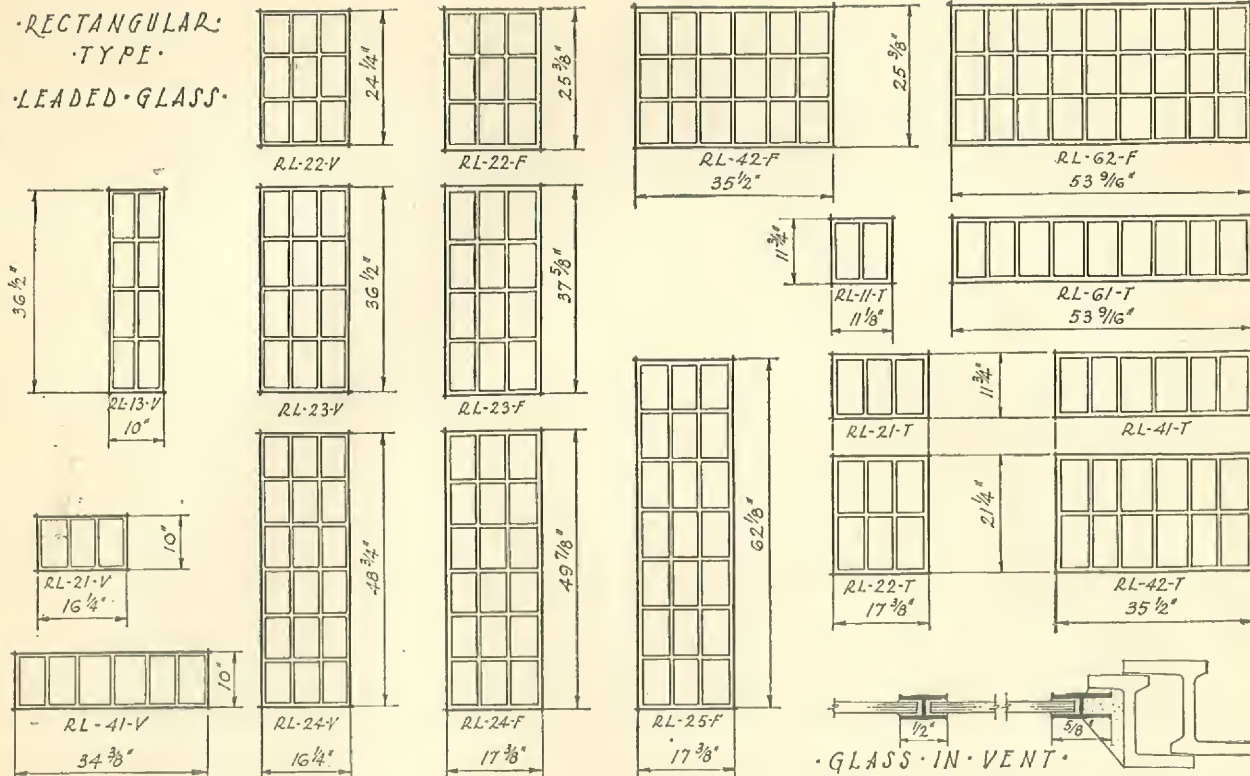 ·RECTANGULAR·
·TYPE·
·LEADED·GLASS·
24 1/4"
RL-22-V
25 3/8"
RL-22-F
25 3/8"
RL-42-F
35 1/2"
RL-62-F
53 9/16"
36 1/2"
RL-13-V
10"
36 1/2"
RL-23-V
37 5/8"
RL-23-F
11 3/4"
RL-11-T
11 1/8"
RL-61-T
53 9/16"
11 3/4"
RL-21-T
RL-41-T
21 1/4"
RL-22-T
17 3/8"
RL-42-T
35 1/2"
10"
RL-21-V
16 1/4"
10"
RL-41-V
34 3/8"
48 3/4"
RL-24-V
16 1/4"
49 7/8"
RL-24-F
17 3/8"
62 1/8"
RL-25-F
17 3/8"
1/2"
5/8"
·GLASS·IN·VENT·